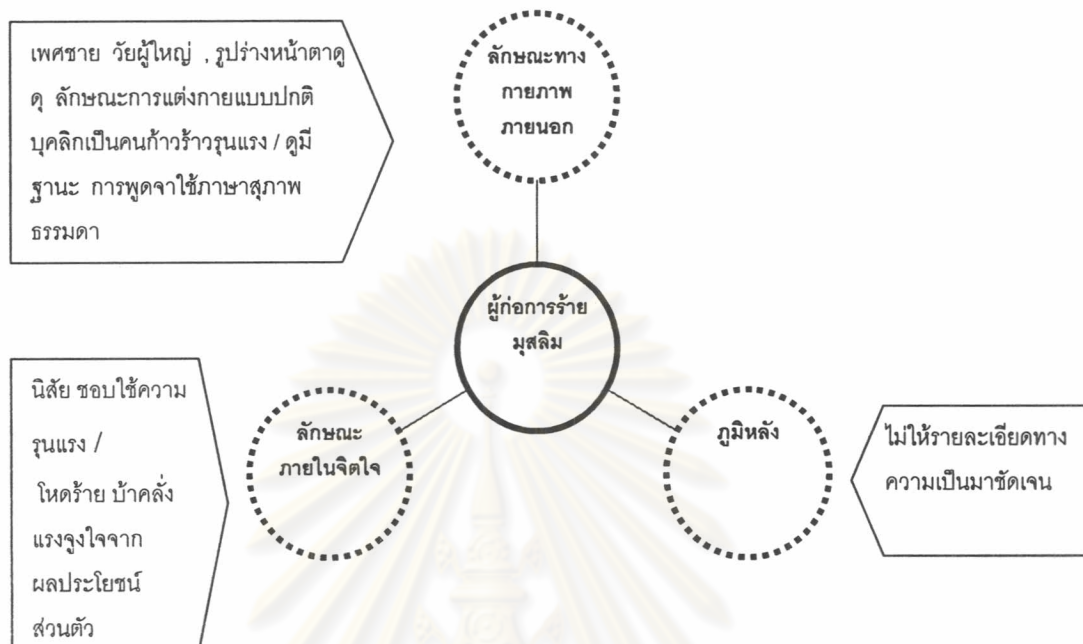 เพศชาย วัยผู้ใหญ่ , รูปร่างหน้าตาดู
ดุ ลักษณะการแต่งกายแบบปกติ
บุคลิกเป็นคนก้าวร้าวรุนแรง / ดูมี
ฐานะ การพูดจาใช้ภาษาสุภาพ
ธรรมดา
ลักษณะทาง
กายภาพ
ภายนอก
ผู้ก่อการร้าย
มุสลิม
นิสัย ชอบใช้ความ
รุนแรง /
โหดร้าย บ้าคลั่ง
แรงจูงใจจาก
ผลประโยชน์
ส่วนตัว
ลักษณะ
ภายในจิตใจ
ภูมิหลัง
ไม่ให้รายละเอียดทาง
ความเป็นมาชัดเจน